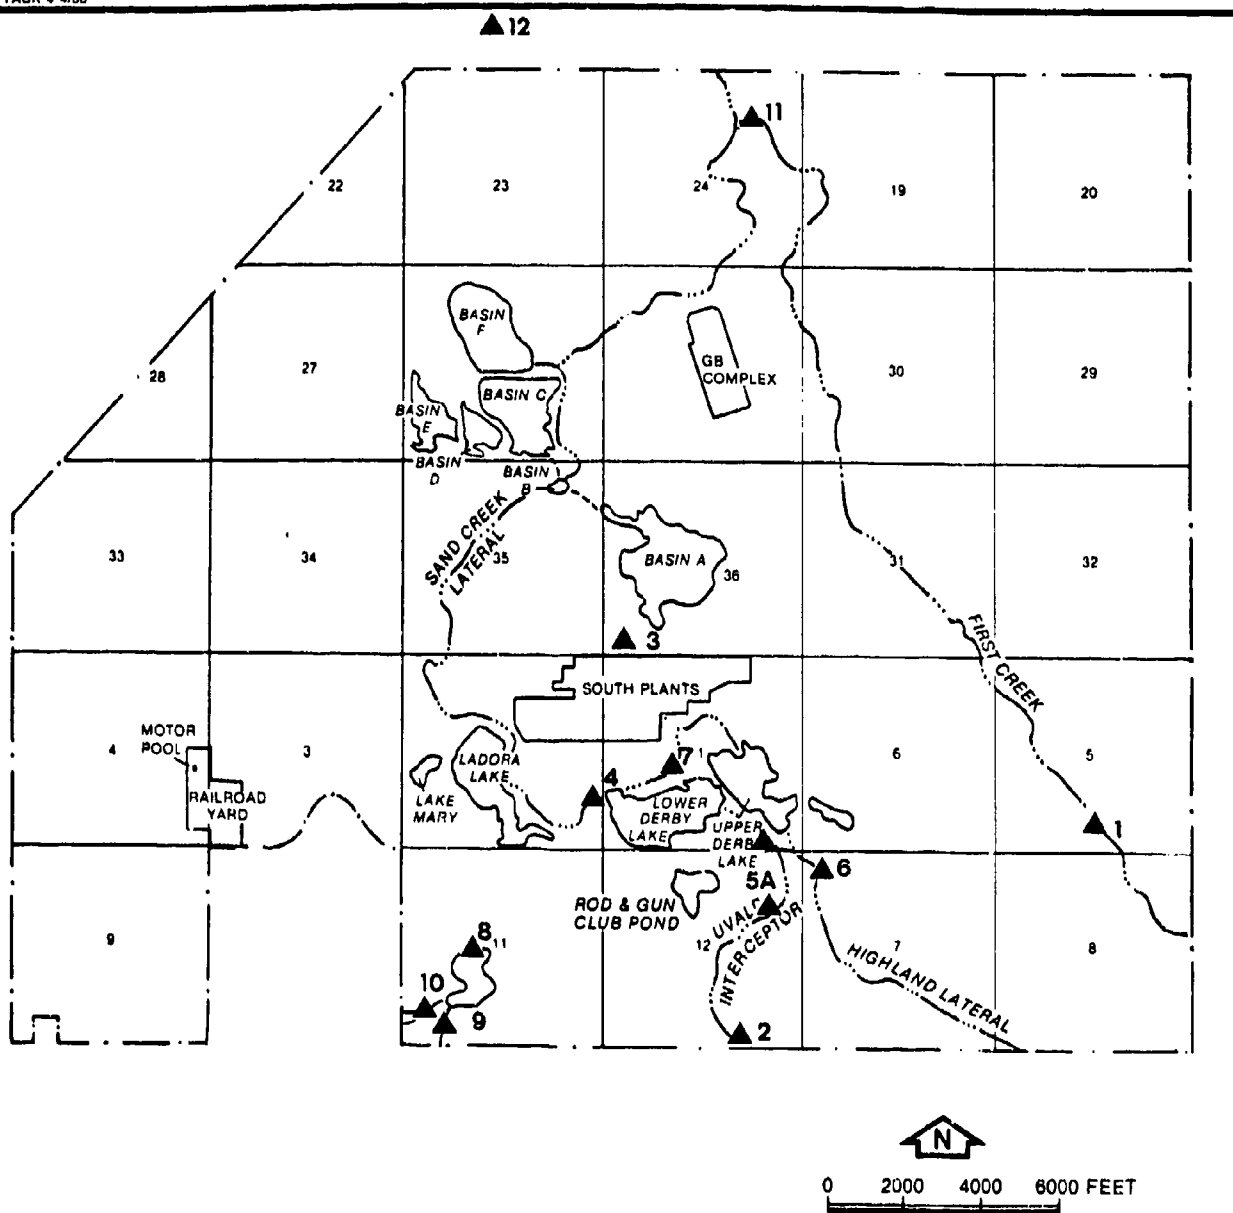 12
11
22
23
24
19
20
BASIN
F
GB
COMPLEX
28
27
30
29
BASIN C
BASIN
E
BASIN
D
BASIN
B
SAND CREEK
LATERAL
33
34
35
BASIN A
36
31
32
3
FIRST CREEK
SOUTH PLANTS
MOTOR
POOL
4
3
LADORA
LAKE
7
1
6
5
RAILROAD
YARD
LAKE
MARY
4
LOWER
DERBY
LAKE
UPPER
DERBY
LAKE
1
5A
6
ROD & GUN
CLUB POND
UVALDA
INTERCEPTOR
9
8
11
12
7
8
HIGHLAND LATERAL
10
9
2
N
0 2000 4000 6000 FEET